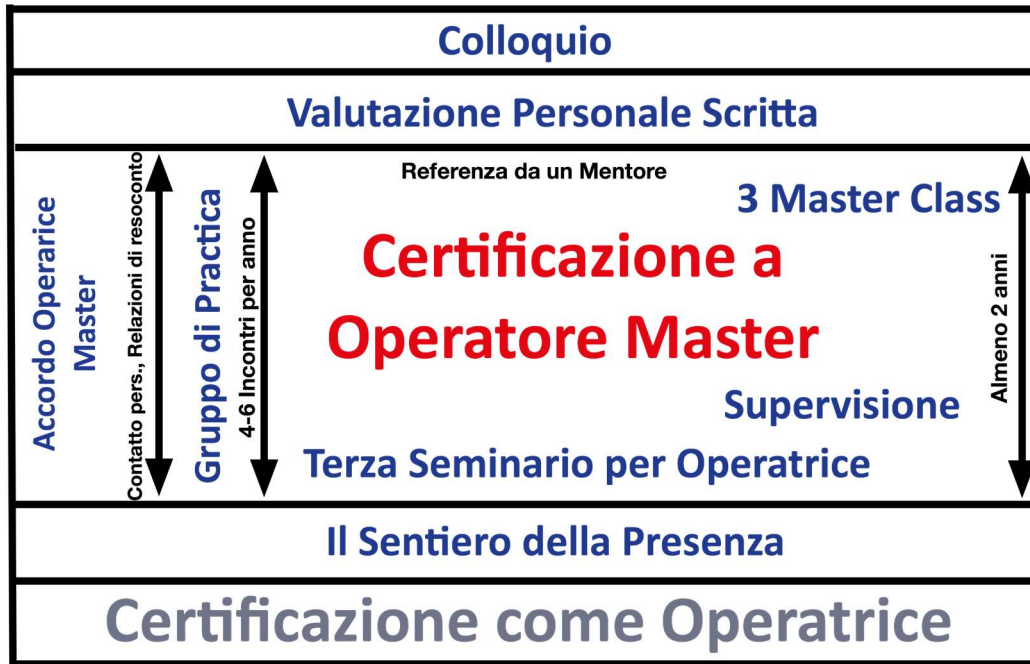 Colloquio
Valutazione Personale Scritta
Accordo Operarice
Master
Contatto pers., Relazioni di resoconto
Gruppo di Practica
4-6 Incontri per anno
Referenza da un Mentore
3 Master Class
Certificazione a
Operatore Master
Supervisione
Terza Seminario per Operatrice
Almeno 2 anni
Il Sentiero della Presenza
Certificazione come Operatrice